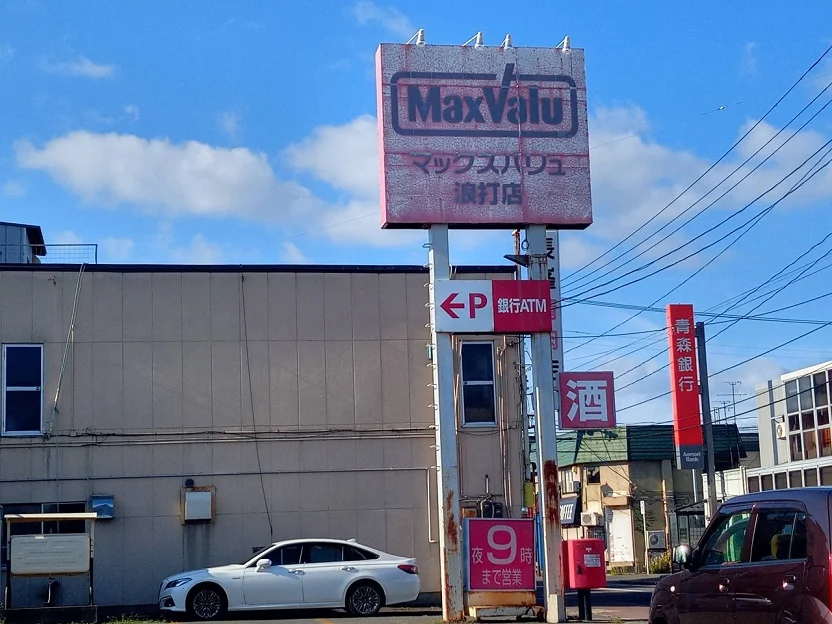 MaxValu
マックスバリュ
浪打店
←P
銀行ATM
酒
青森銀行
Aomori Bank
夜9時
まで営業